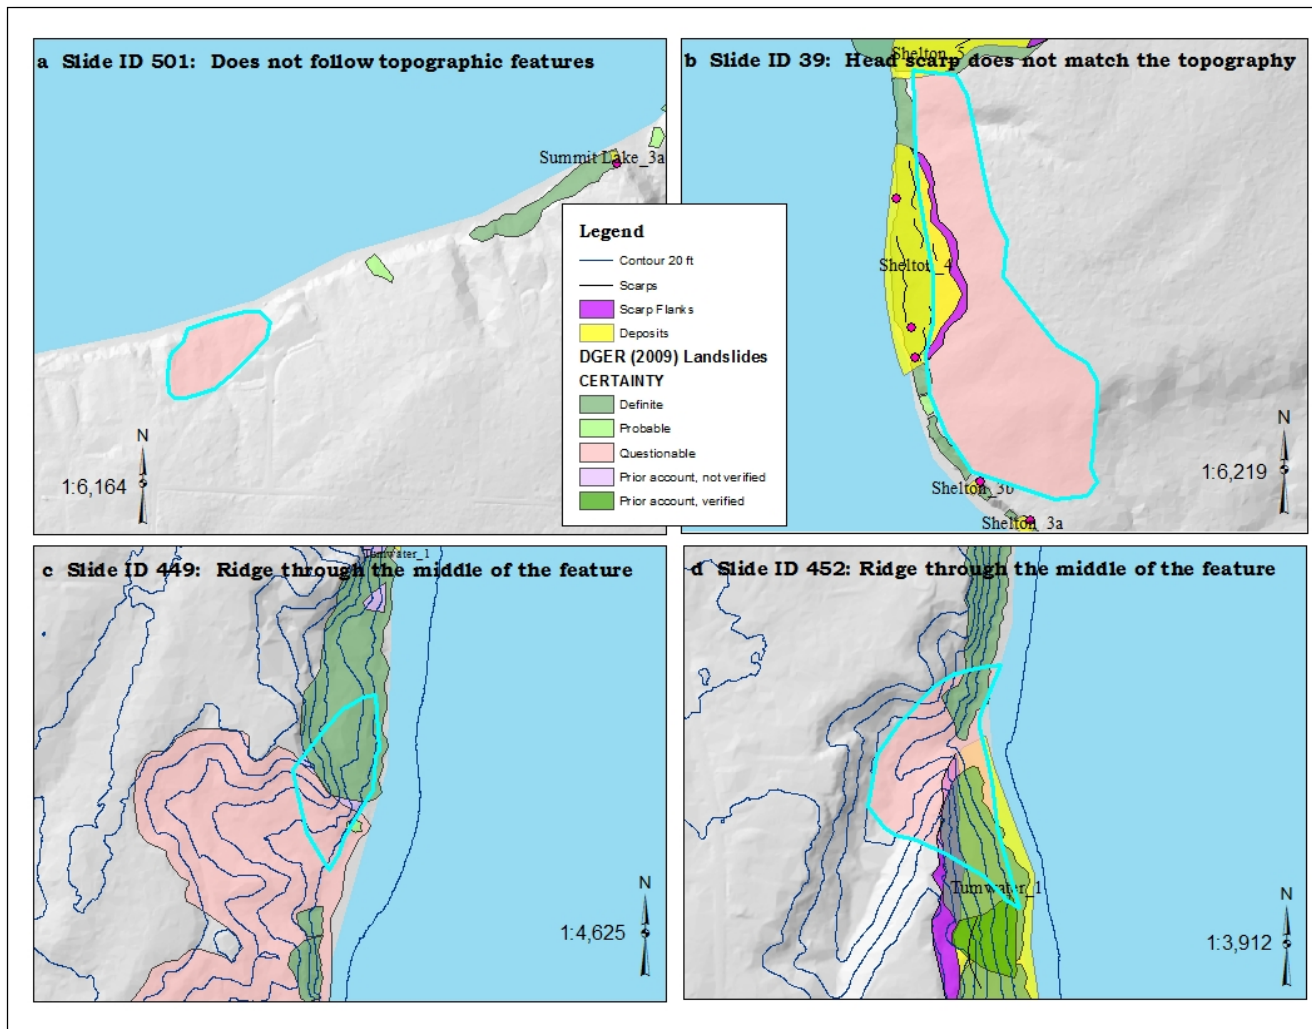 a Slide ID 501: Does not follow topographic features
Summit Lake_3a
N
1:6,164
b Slide ID 39: Head scarp does not match the topography
Shelton_5
Shelton_4
Shelton_3b
Shelton_3a
N
1:6,219
Legend
Contour 20 ft
Scarps
Scarp Flanks
Deposits
DGER (2009) Landslides
CERTAINTY
Definite
Probable
Questionable
Prior account, not verified
Prior account, verified
c Slide ID 449: Ridge through the middle of the feature
Tumwater_1
N
1:4,625
d Slide ID 452: Ridge through the middle of the feature
Tumwater_1
N
1:3,912